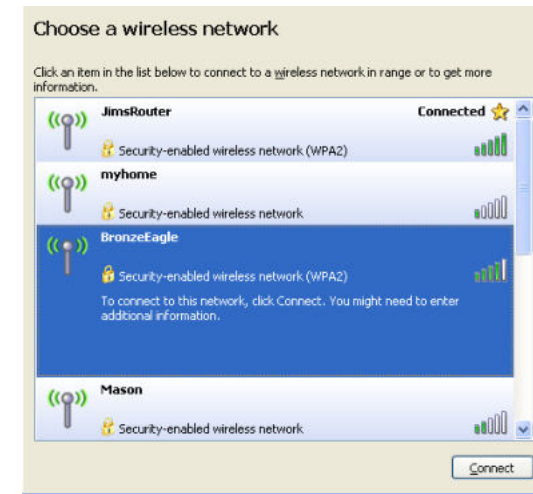 Choose a wireless network
Click an item in the list below to connect to a wireless network in range or to get more
information.
JimsRouter Connected
Security-enabled wireless network (WPA2)
myhome
Security-enabled wireless network
BronzeEagle
Security-enabled wireless network (WPA2)
To connect to this network, click Connect. You might need to enter
additional information.
Mason
Security-enabled wireless network
Connect